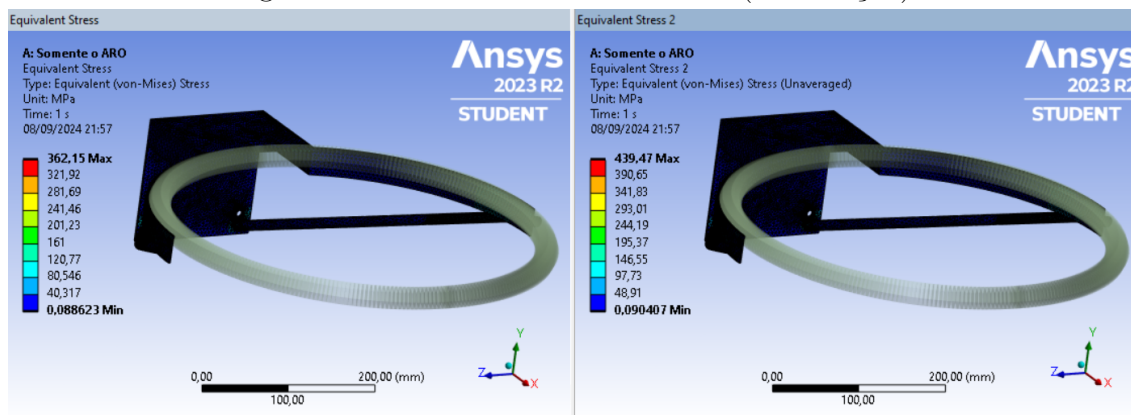 Equivalent Stress
A: Somente o ARO
Equivalent Stress
Type: Equivalent (von-Mises) Stress
Unit: MPa
Time: 1 s
08/09/2024 21:57
362,15 Max
321,92
281,69
241,46
201,23
161
120,77
80,546
40,317
0,088623 Min
Ansys
2023 R2
STUDENT
Y
Z
X
0,00
200,00 (mm)
100,00
Equivalent Stress 2
A: Somente o ARO
Equivalent Stress 2
Type: Equivalent (von-Mises) Stress (Unaveraged)
Unit: MPa
Time: 1 s
08/09/2024 21:57
439,47 Max
390,65
341,83
293,01
244,19
195,37
146,55
97,73
48,91
0,090407 Min
Ansys
2023 R2
STUDENT
Y
Z
X
0,00
200,00 (mm)
100,00